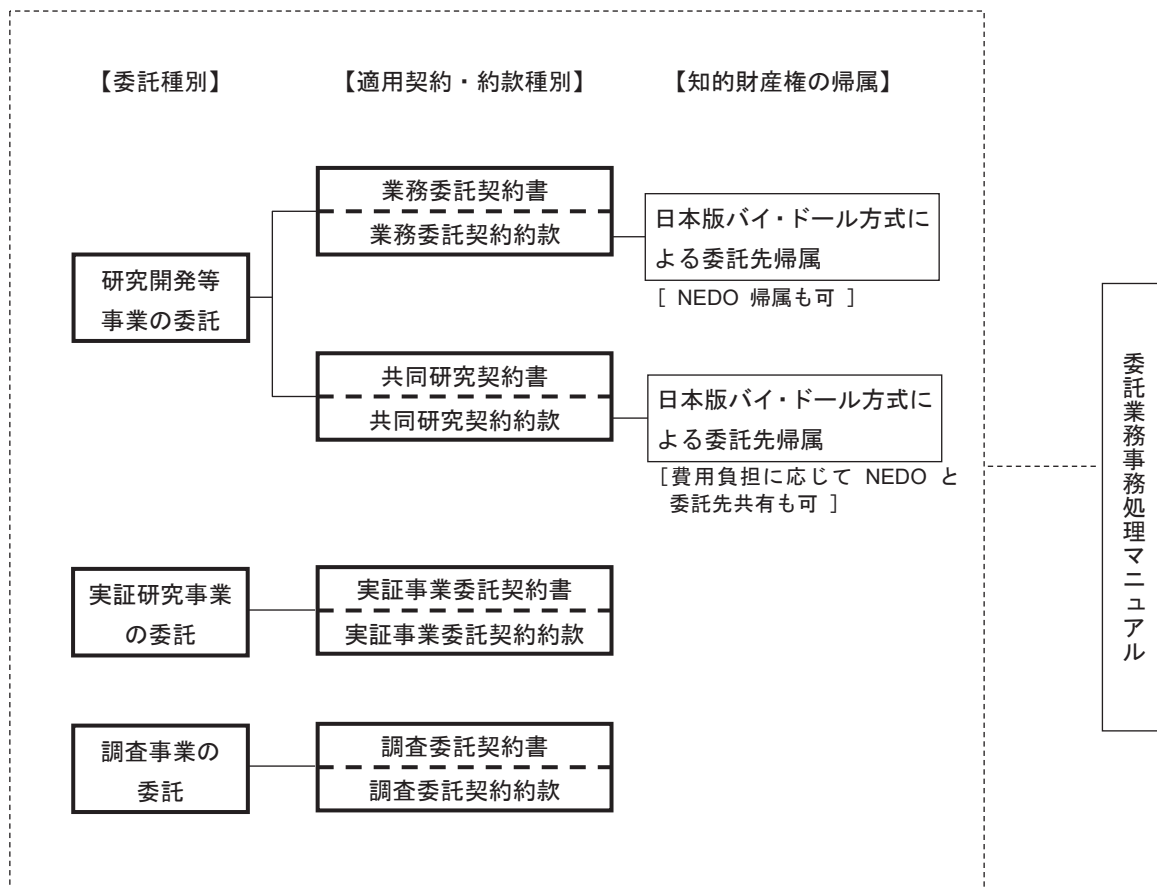 【委託種別】
【適用契約・約款種別】
【知的財産権の帰属】
業務委託契約書
業務委託契約約款
日本版バイ・ドール方式に
よる委託先帰属
[ NEDO 帰属も可 ]
研究開発等
事業の委託
共同研究契約書
共同研究契約約款
日本版バイ・ドール方式に
よる委託先帰属
[費用負担に応じて NEDO と
委託先共有も可 ]
実証研究事業
の委託
実証事業委託契約書
実証事業委託契約約款
調査事業の
委託
調査委託契約書
調査委託契約約款
委託業務事務処理マニュアル